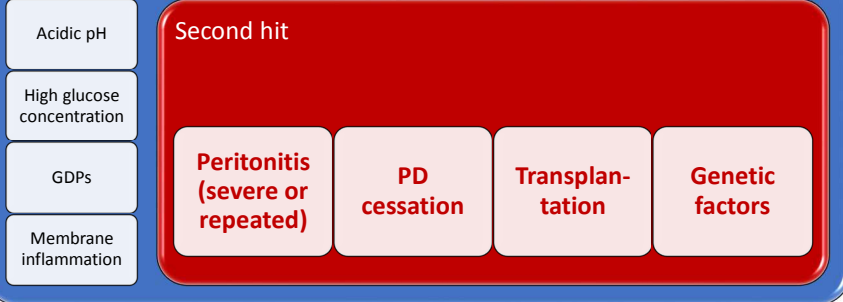 Acidic pH
High glucose
concentration
GDPs
Membrane
inflammation
Second hit
Peritonitis
(severe or
repeated)
PD
cessation
Transplan-
tation
Genetic
factors